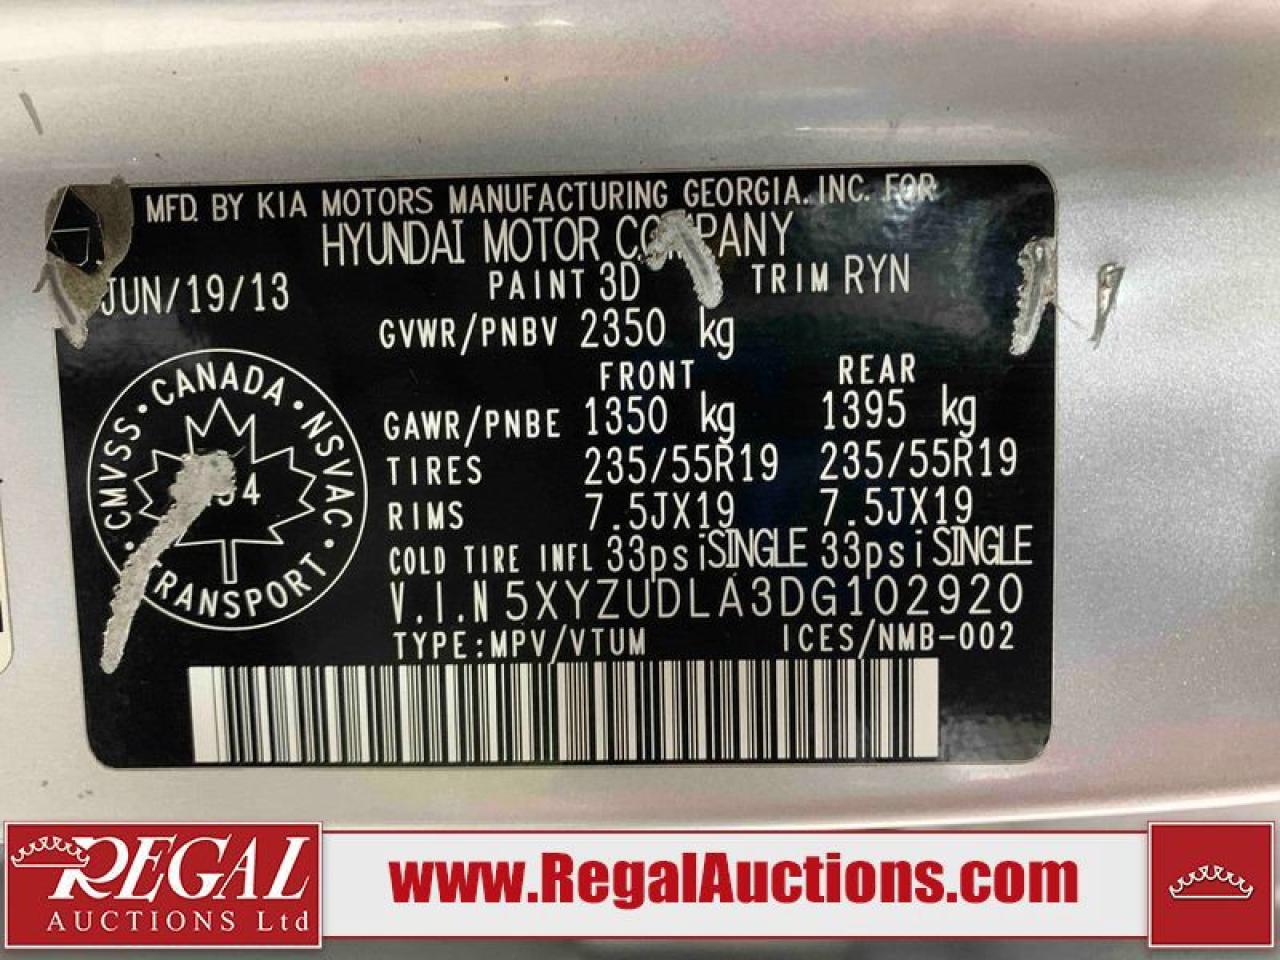 MFD. BY KIA MOTORS MANUFACTURING GEORGIA. INC. FOR
HYUNDAI MOTOR COMPANY
JUN/19/13 PAINT 3D TRIM RYN
GVWR/PNBV 2350 kg
FRONT REAR
GAWR/PNBE 1350 kg 1395 kg
TIRES 235/55R19 235/55R19
RIMS 7.5JX19 7.5JX19
COLD TIRE INFL 33psi SINGLE 33psi SINGLE
V.I.N 5XYZUDLA3DG102920
TYPE:MPV/VTUM ICES/NMB-002
CMVSS • CANADA • NSVAC • TRANSPORT •
REGAL
AUCTIONS Ltd
www.RegalAuctions.com